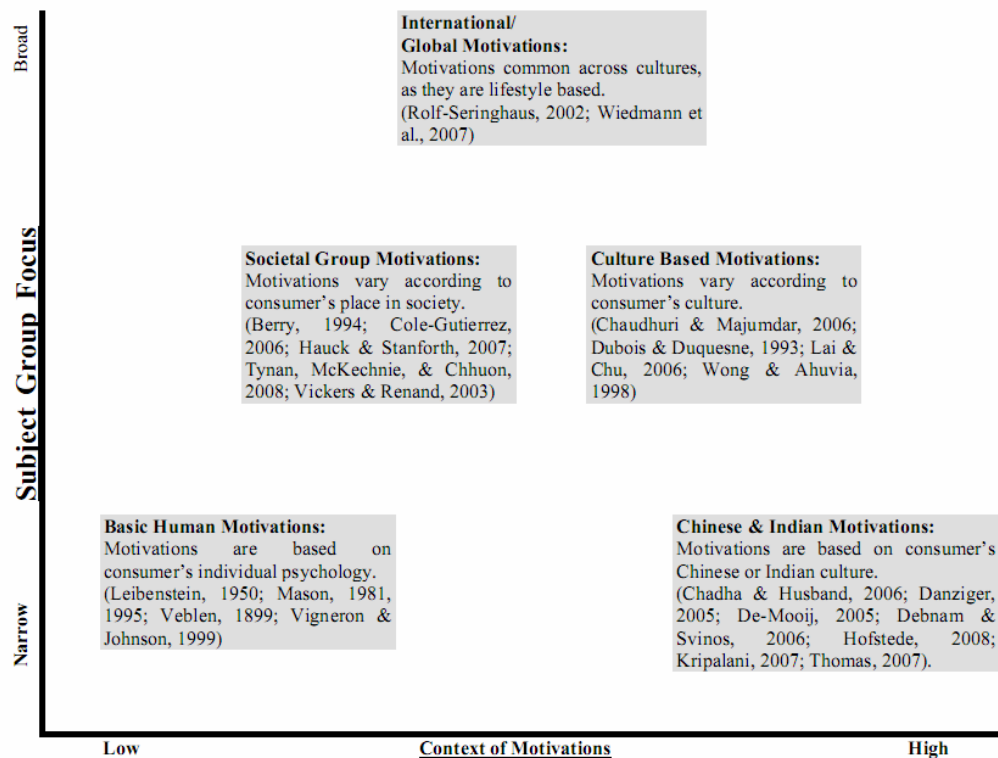 Broad
International/
Global Motivations:
Motivations common across cultures,
as they are lifestyle based.
(Rolf-Seringhaus, 2002; Wiedmann et
al., 2007)
Subject Group Focus
Societal Group Motivations:
Motivations vary according to
consumer's place in society.
(Berry, 1994; Cole-Gutierrez,
2006; Hauck & Stanforth, 2007;
Tynan, McKechnie, & Chhuon,
2008; Vickers & Renand, 2003)
Culture Based Motivations:
Motivations vary according to
consumer's culture.
(Chaudhuri & Majumdar, 2006;
Dubois & Duquesne, 1993; Lai &
Chu, 2006; Wong & Ahuvia,
1998)
Narrow
Basic Human Motivations:
Motivations are based on
consumer's individual psychology.
(Leibenstein, 1950; Mason, 1981,
1995; Veblen, 1899; Vigneron &
Johnson, 1999)
Chinese & Indian Motivations:
Motivations are based on consumer's
Chinese or Indian culture.
(Chadha & Husband, 2006; Danziger,
2005; De-Mooij, 2005; Debnam &
Svinos, 2006; Hofstede, 2008;
Kripalani, 2007; Thomas, 2007).
Low
Context of Motivations
High